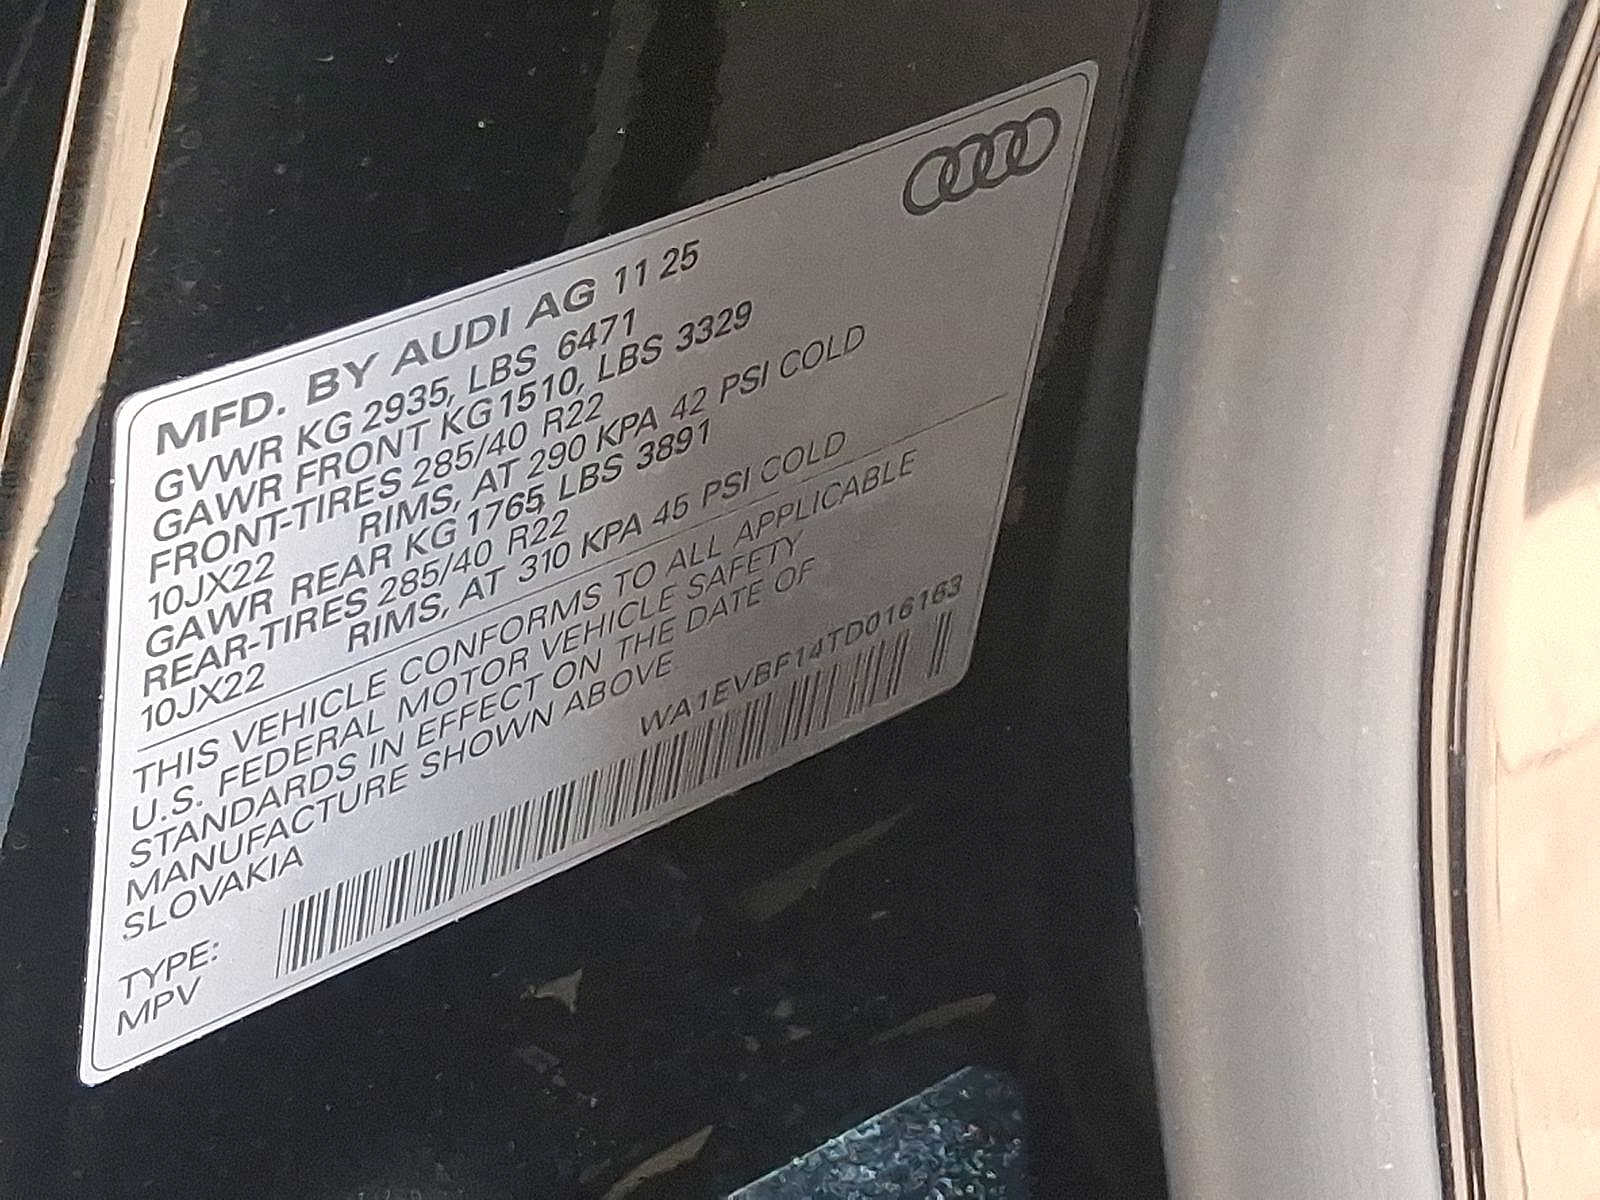 MFD. BY AUDI AG 11 25
GVWR KG 2935, LBS 6471
GAWR FRONT KG 1510, LBS 3329
FRONT-TIRES 285/40 R22
10JX22 RIMS, AT 290 KPA 42 PSI COLD
GAWR REAR KG 1765, LBS 3891
REAR-TIRES 285/40 R22
10JX22 RIMS, AT 310 KPA 45 PSI COLD
THIS VEHICLE CONFORMS TO ALL APPLICABLE
U.S. FEDERAL MOTOR VEHICLE SAFETY
STANDARDS IN EFFECT ON THE DATE OF
MANUFACTURE SHOWN ABOVE
SLOVAKIA
WA1EVBF14TD016163
TYPE:
MPV